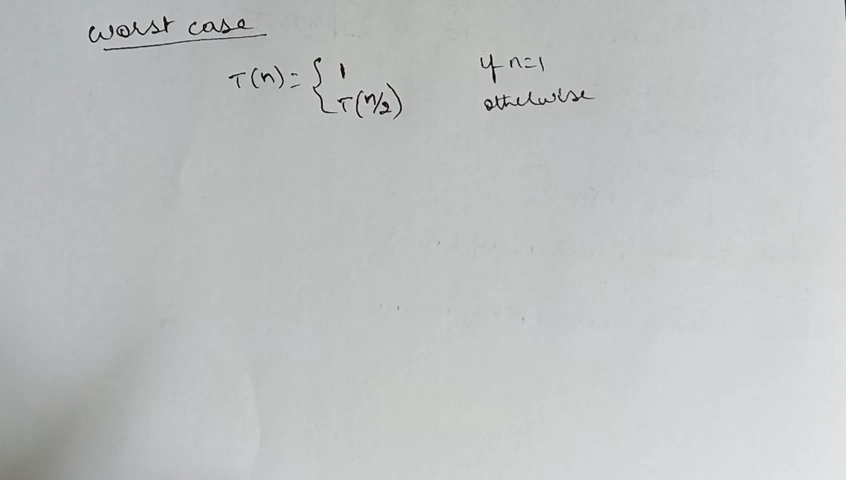 worst case
T(n) = { 1 if n=1
T(n/2) otherwise